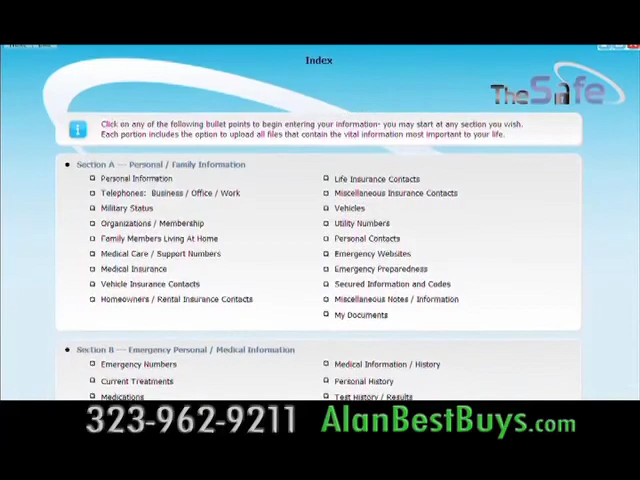 Index
TheSafe
Click on any of the following bullet points to begin entering your information- you may start at any section you wish.
Each portion includes the option to upload all files that contain the vital information most important to your life.
Section A --- Personal / Family Information
Personal Information
Telephones: Business / Office / Work
Military Status
Organizations / Membership
Family Members Living At Home
Medical Care / Support Numbers
Medical Insurance
Vehicle Insurance Contacts
Homeowners / Rental Insurance Contacts
Life Insurance Contacts
Miscellaneous Insurance Contacts
Vehicles
Utility Numbers
Personal Contacts
Emergency Websites
Emergency Preparedness
Secured Information and Codes
Miscellaneous Notes / Information
My Documents
Section B --- Emergency Personal / Medical Information
Emergency Numbers
Current Treatments
Medications
Medical Information / History
Personal History
Test History / Results
323-962-9211 AlanBestBuys.com